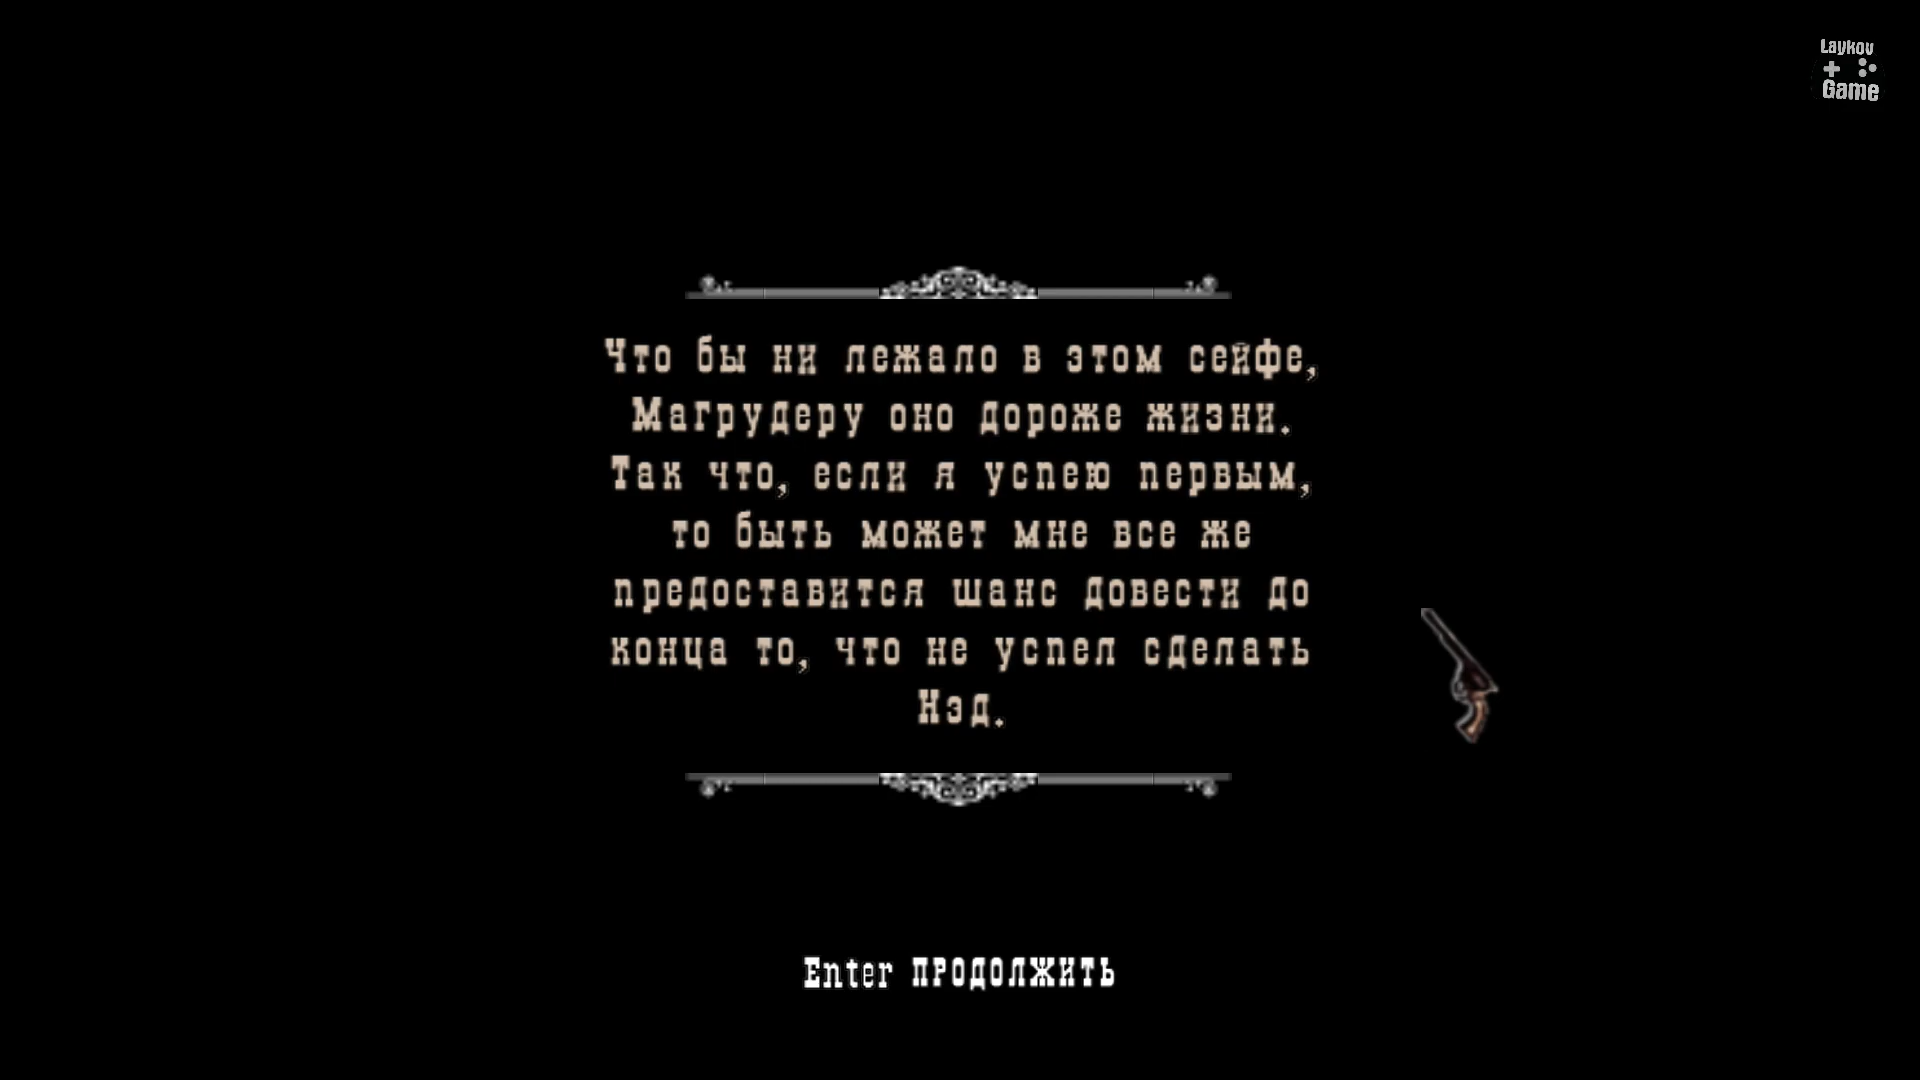 Laykov
Game
Что бы ни лежало в этом сейфе,
Магрудеру оно дороже жизни.
Так что, если я успею первым,
то быть может мне все же
предоставится шанс довести до
конца то, что не успел сделать
Нэд.
Enter ПРОДОЛЖИТЬ